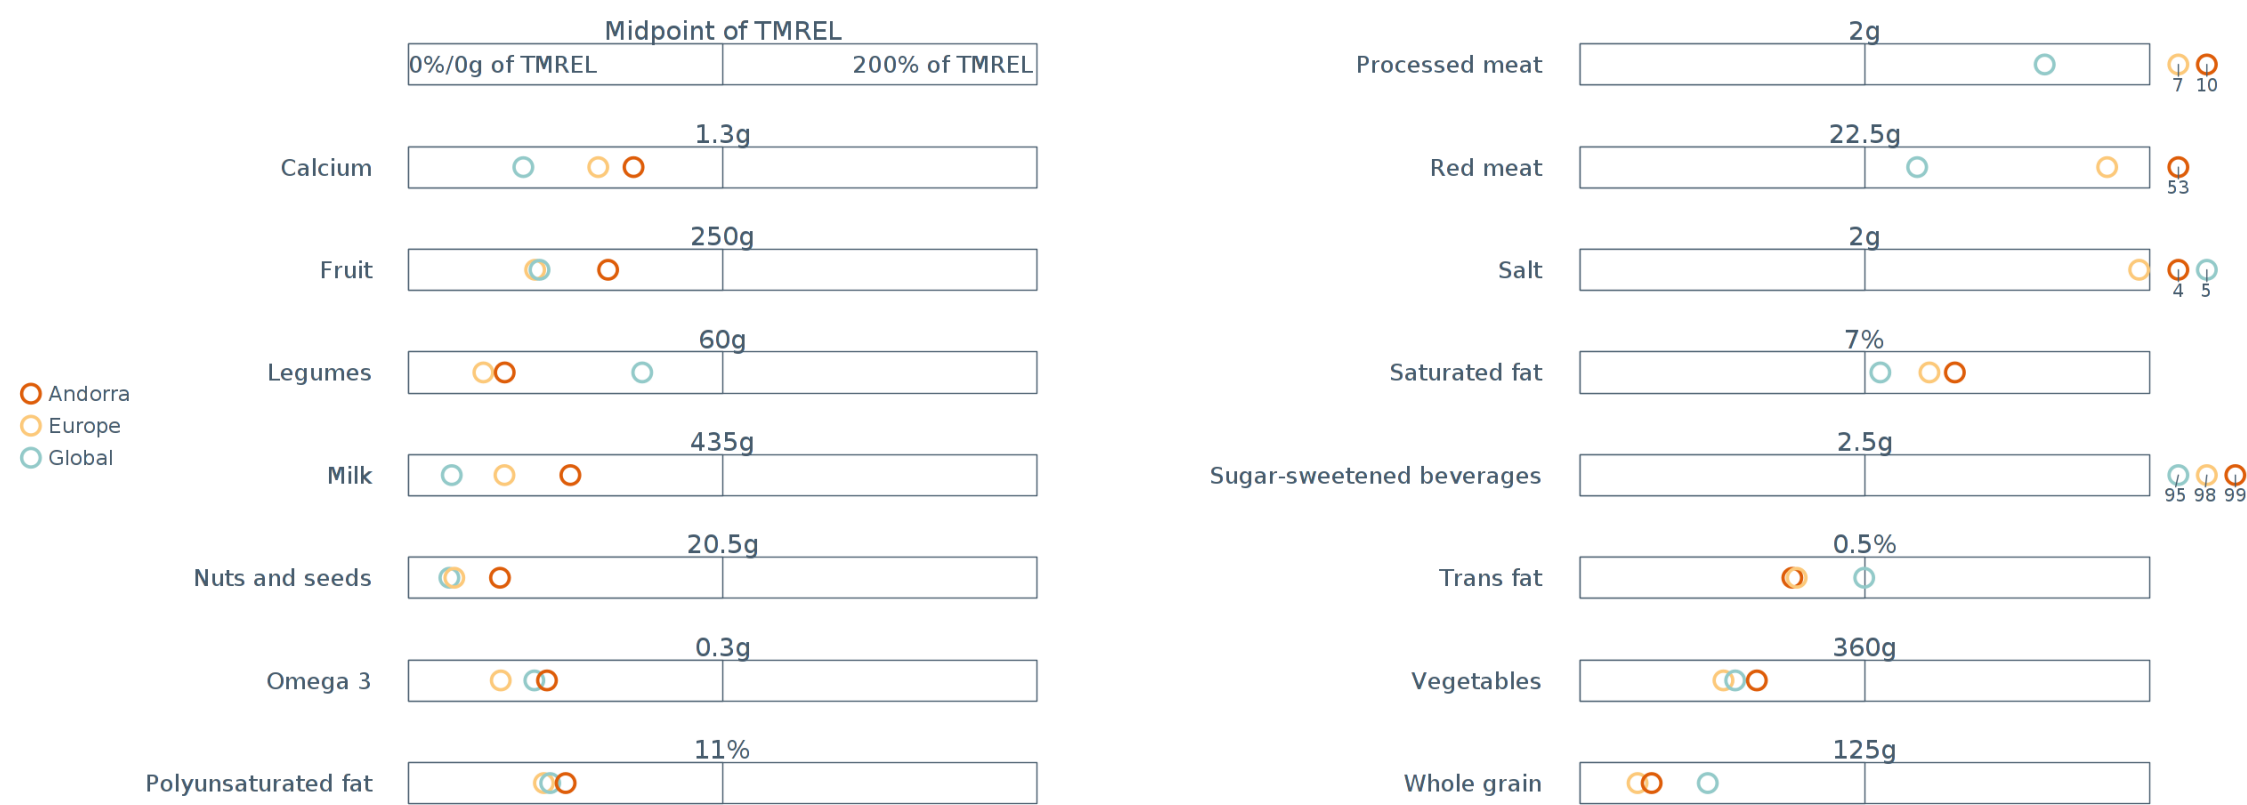 Midpoint of TMREL
0%/0g of TMREL 200% of TMREL
Calcium 1.3g
Fruit 250g
Legumes 60g
Milk 435g
Nuts and seeds 20.5g
Omega 3 0.3g
Polyunsaturated fat 11%
Andorra
Europe
Global
Processed meat 2g
7 10
Red meat 22.5g
53
Salt 2g
4 5
Saturated fat 7%
Sugar-sweetened beverages 2.5g
95 98 99
Trans fat 0.5%
Vegetables 360g
Whole grain 125g